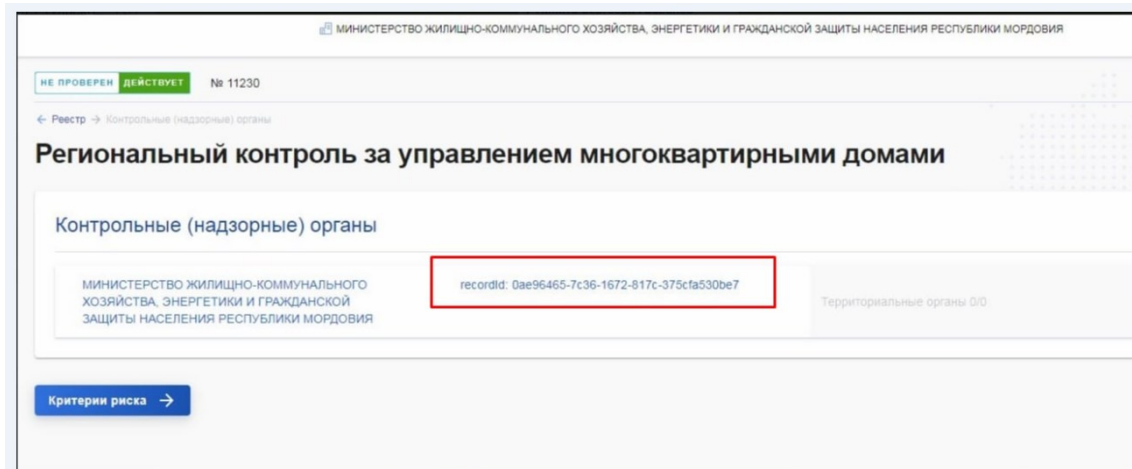 МИНИСТЕРСТВО ЖИЛИЩНО-КОММУНАЛЬНОГО ХОЗЯЙСТВА, ЭНЕРГЕТИКИ И ГРАЖДАНСКОЙ ЗАЩИТЫ НАСЕЛЕНИЯ РЕСПУБЛИКИ МОРДОВИЯ
НЕ ПРОВЕРЕН ДЕЙСТВУЕТ № 11230
← Реестр → Контрольные (надзорные) органы
Региональный контроль за управлением многоквартирными домами
Контрольные (надзорные) органы
МИНИСТЕРСТВО ЖИЛИЩНО-КОММУНАЛЬНОГО
ХОЗЯЙСТВА, ЭНЕРГЕТИКИ И ГРАЖДАНСКОЙ
ЗАЩИТЫ НАСЕЛЕНИЯ РЕСПУБЛИКИ МОРДОВИЯ
recordId: 0ae96465-7c36-1672-817c-375cfa530be7
Территориальные органы 0/0
Критерии риска →